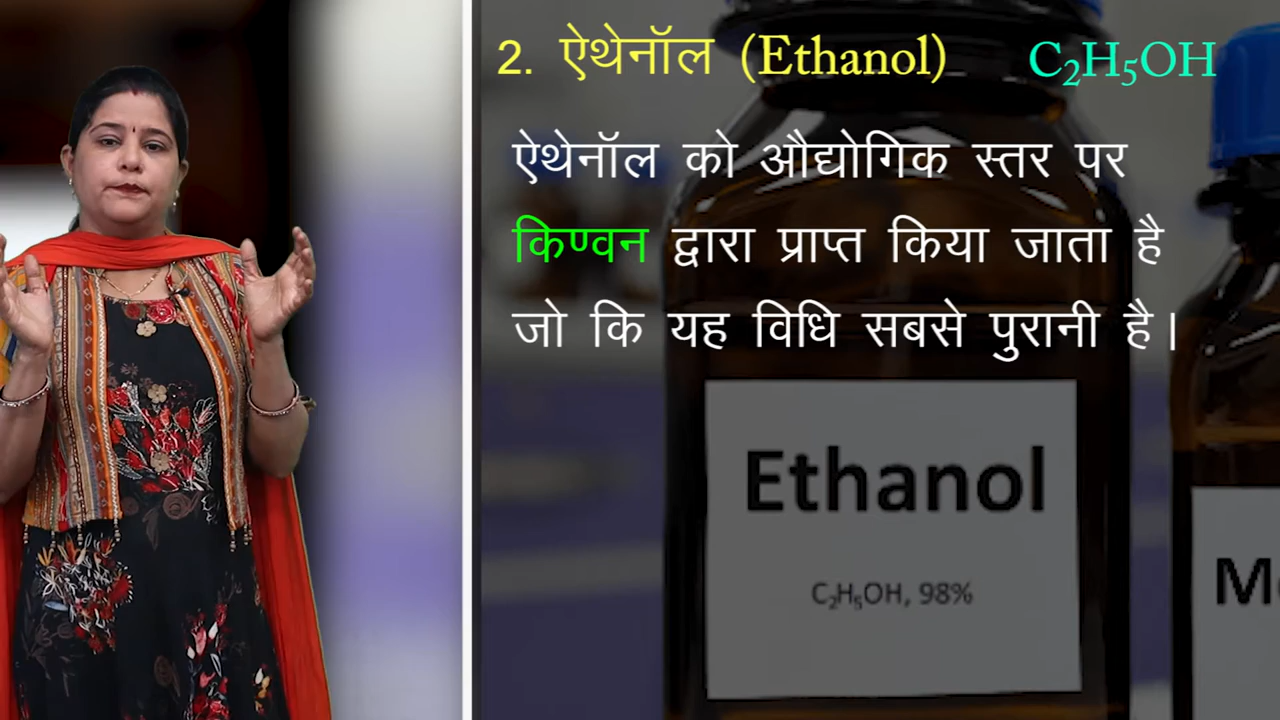 2. ऐथेनॉल (Ethanol) C₂H₅OH
ऐथेनॉल को औद्योगिक स्तर पर
किण्वन द्वारा प्राप्त किया जाता है
जो कि यह विधि सबसे पुरानी है।
Ethanol
C₂H₅OH, 98%